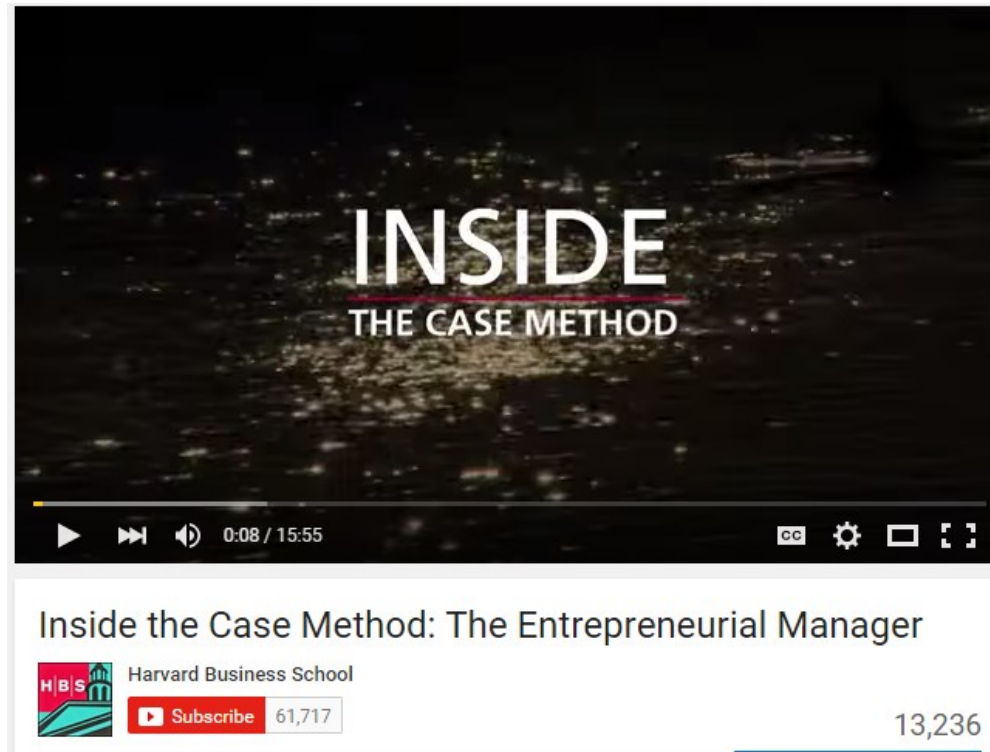 INSIDE
THE CASE METHOD
0:08 / 15:55
CC
Inside the Case Method: The Entrepreneurial Manager
H|B|S
Harvard Business School
Subscribe 61,717
13,236